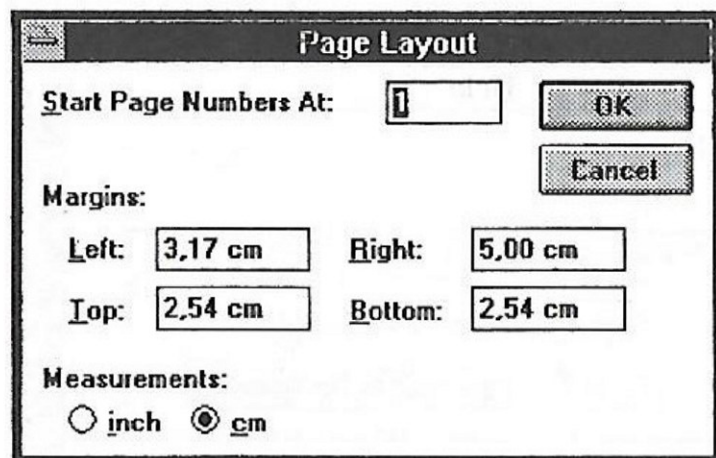 Page Layout
Start Page Numbers At: 1 OK
Cancel
Margins:
Left: 3,17 cm Right: 5,00 cm
Top: 2,54 cm Bottom: 2,54 cm
Measurements:
inch cm